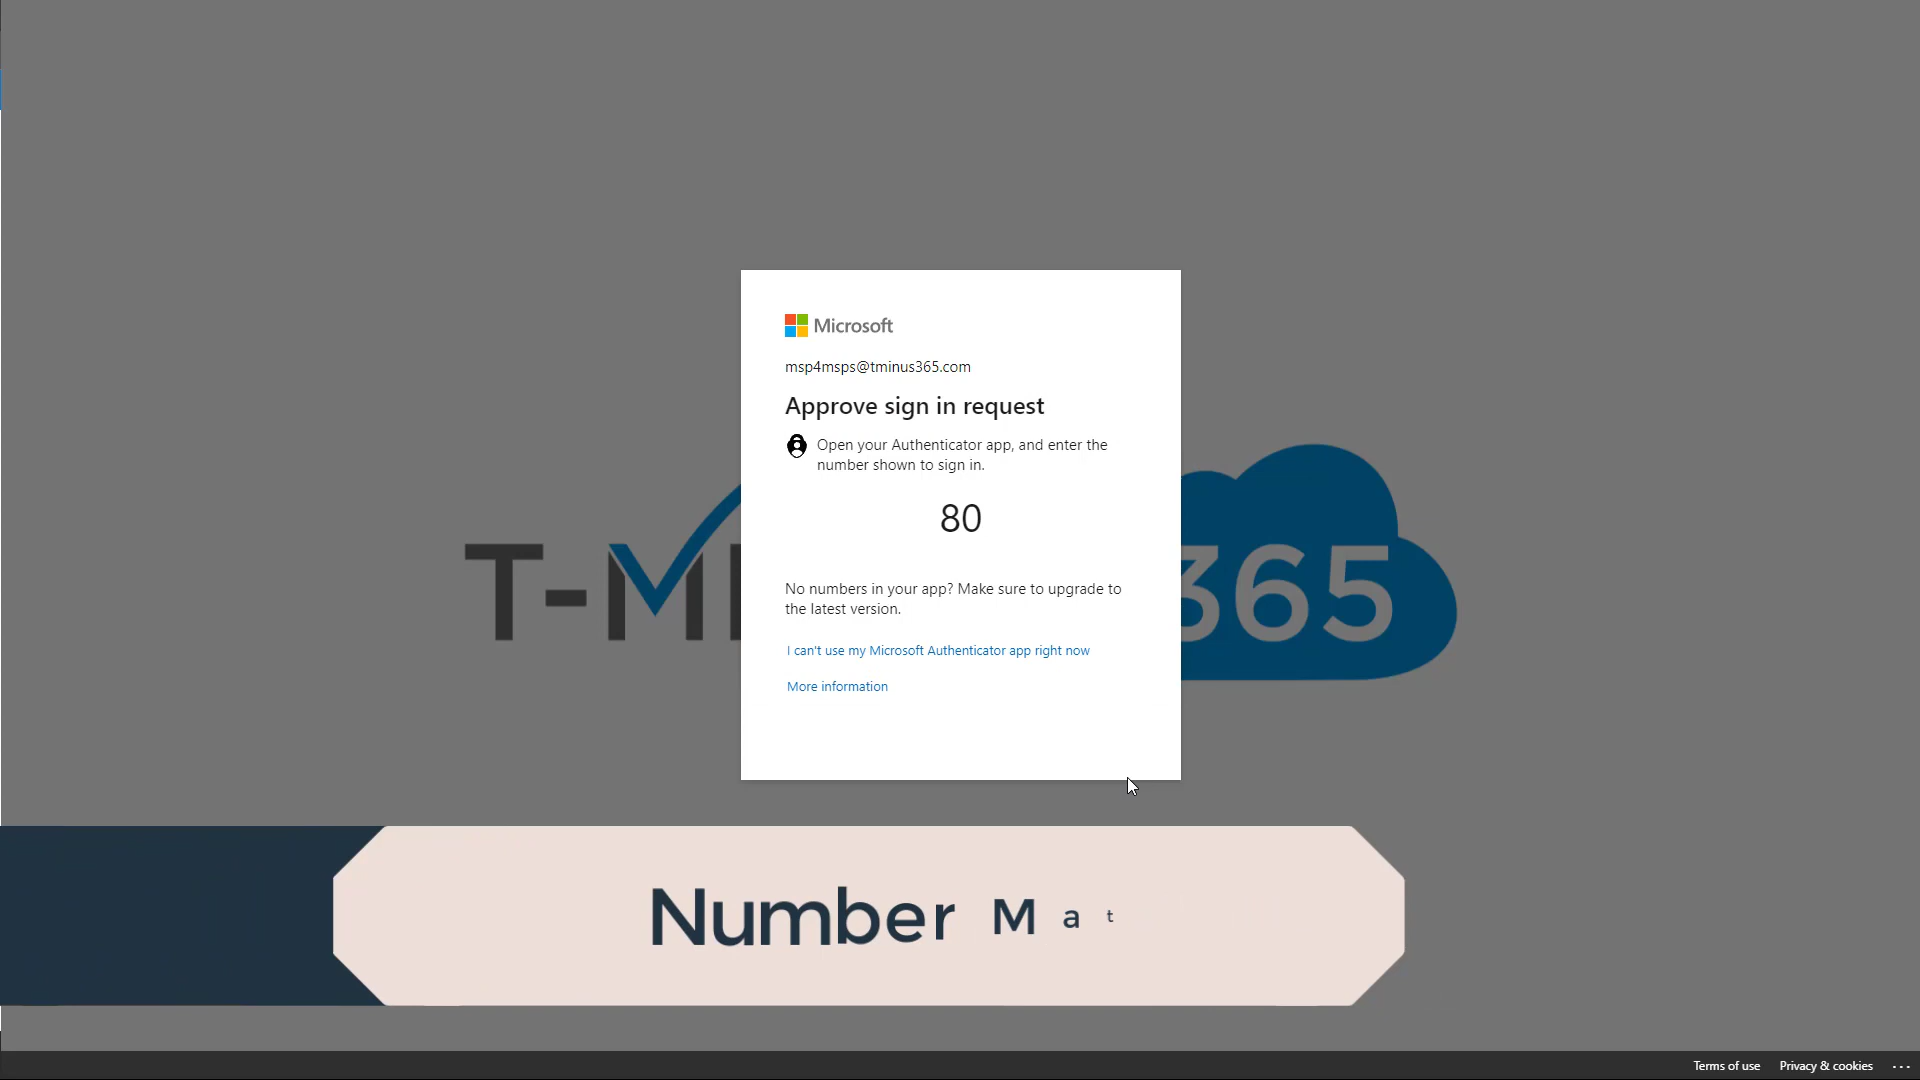 Microsoft
msp4msps@tminus365.com
Approve sign in request
Open your Authenticator app, and enter the
number shown to sign in.
80
No numbers in your app? Make sure to upgrade to
the latest version.
I can't use my Microsoft Authenticator app right now
More information
T-M
365
Number Mat
Terms of use Privacy & cookies ...